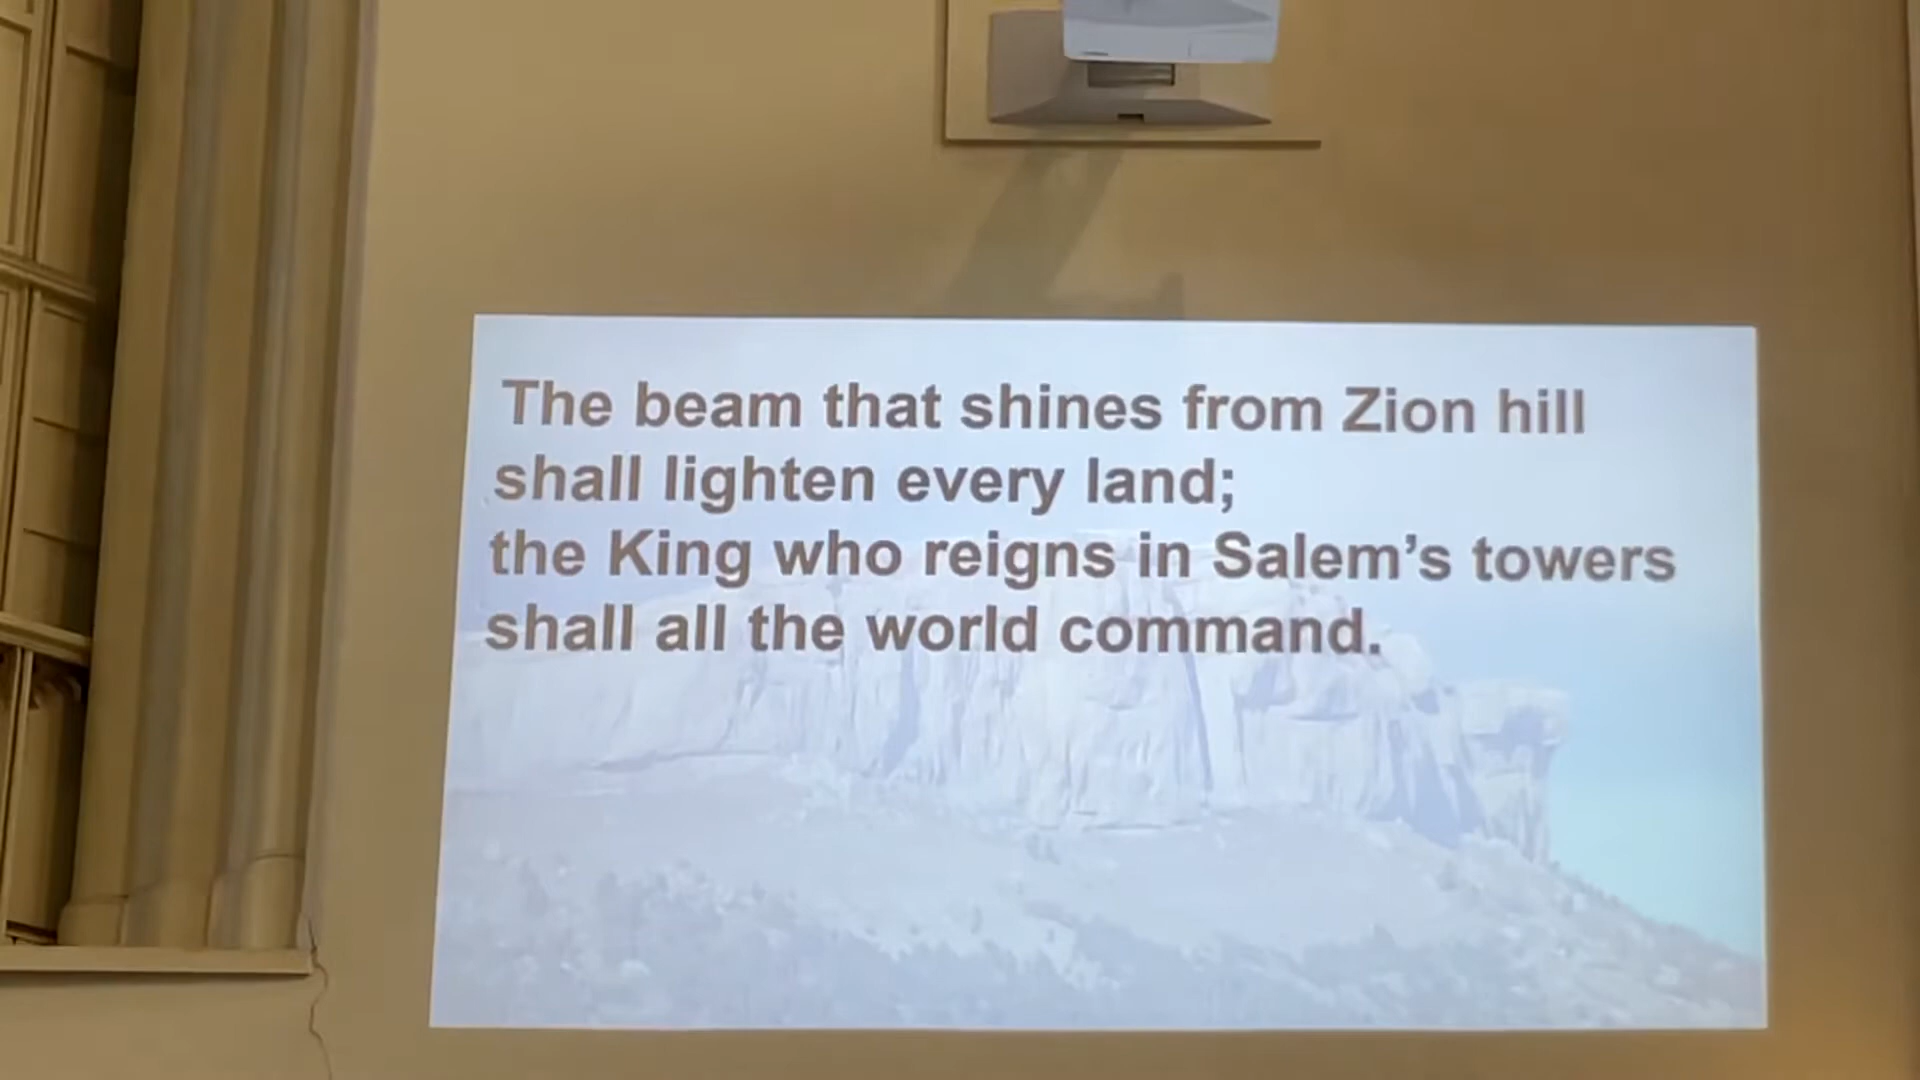 The beam that shines from Zion hill
shall lighten every land;
the King who reigns in Salem’s towers
shall all the world command.